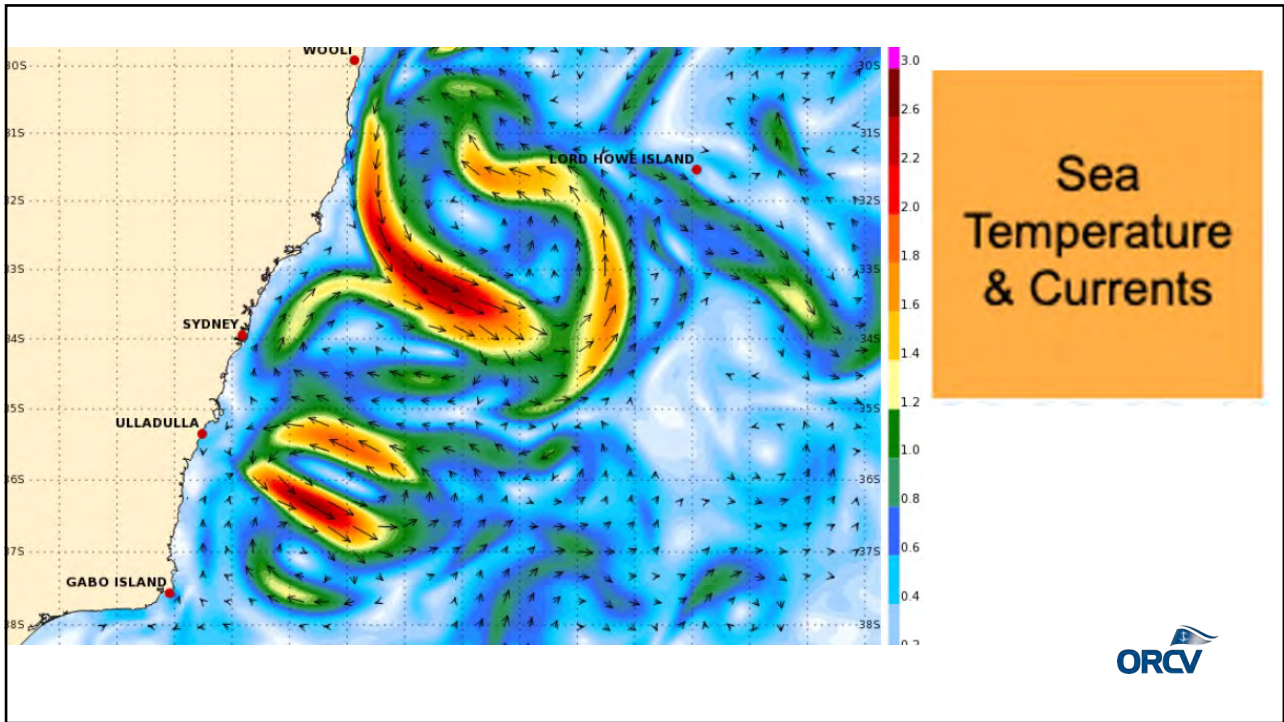 WOOLI
30S
30S
3.0
2.6
31S
31S
2.2
LORD HOWE ISLAND
2.0
32S
32S
1.8
33S
33S
1.6
SYDNEY
34S
34S
1.4
1.2
35S
35S
ULLADULLA
1.0
36S
36S
0.8
37S
37S
0.6
GABO ISLAND
0.4
38S
38S
0.2
Sea
Temperature
& Currents
ORCV